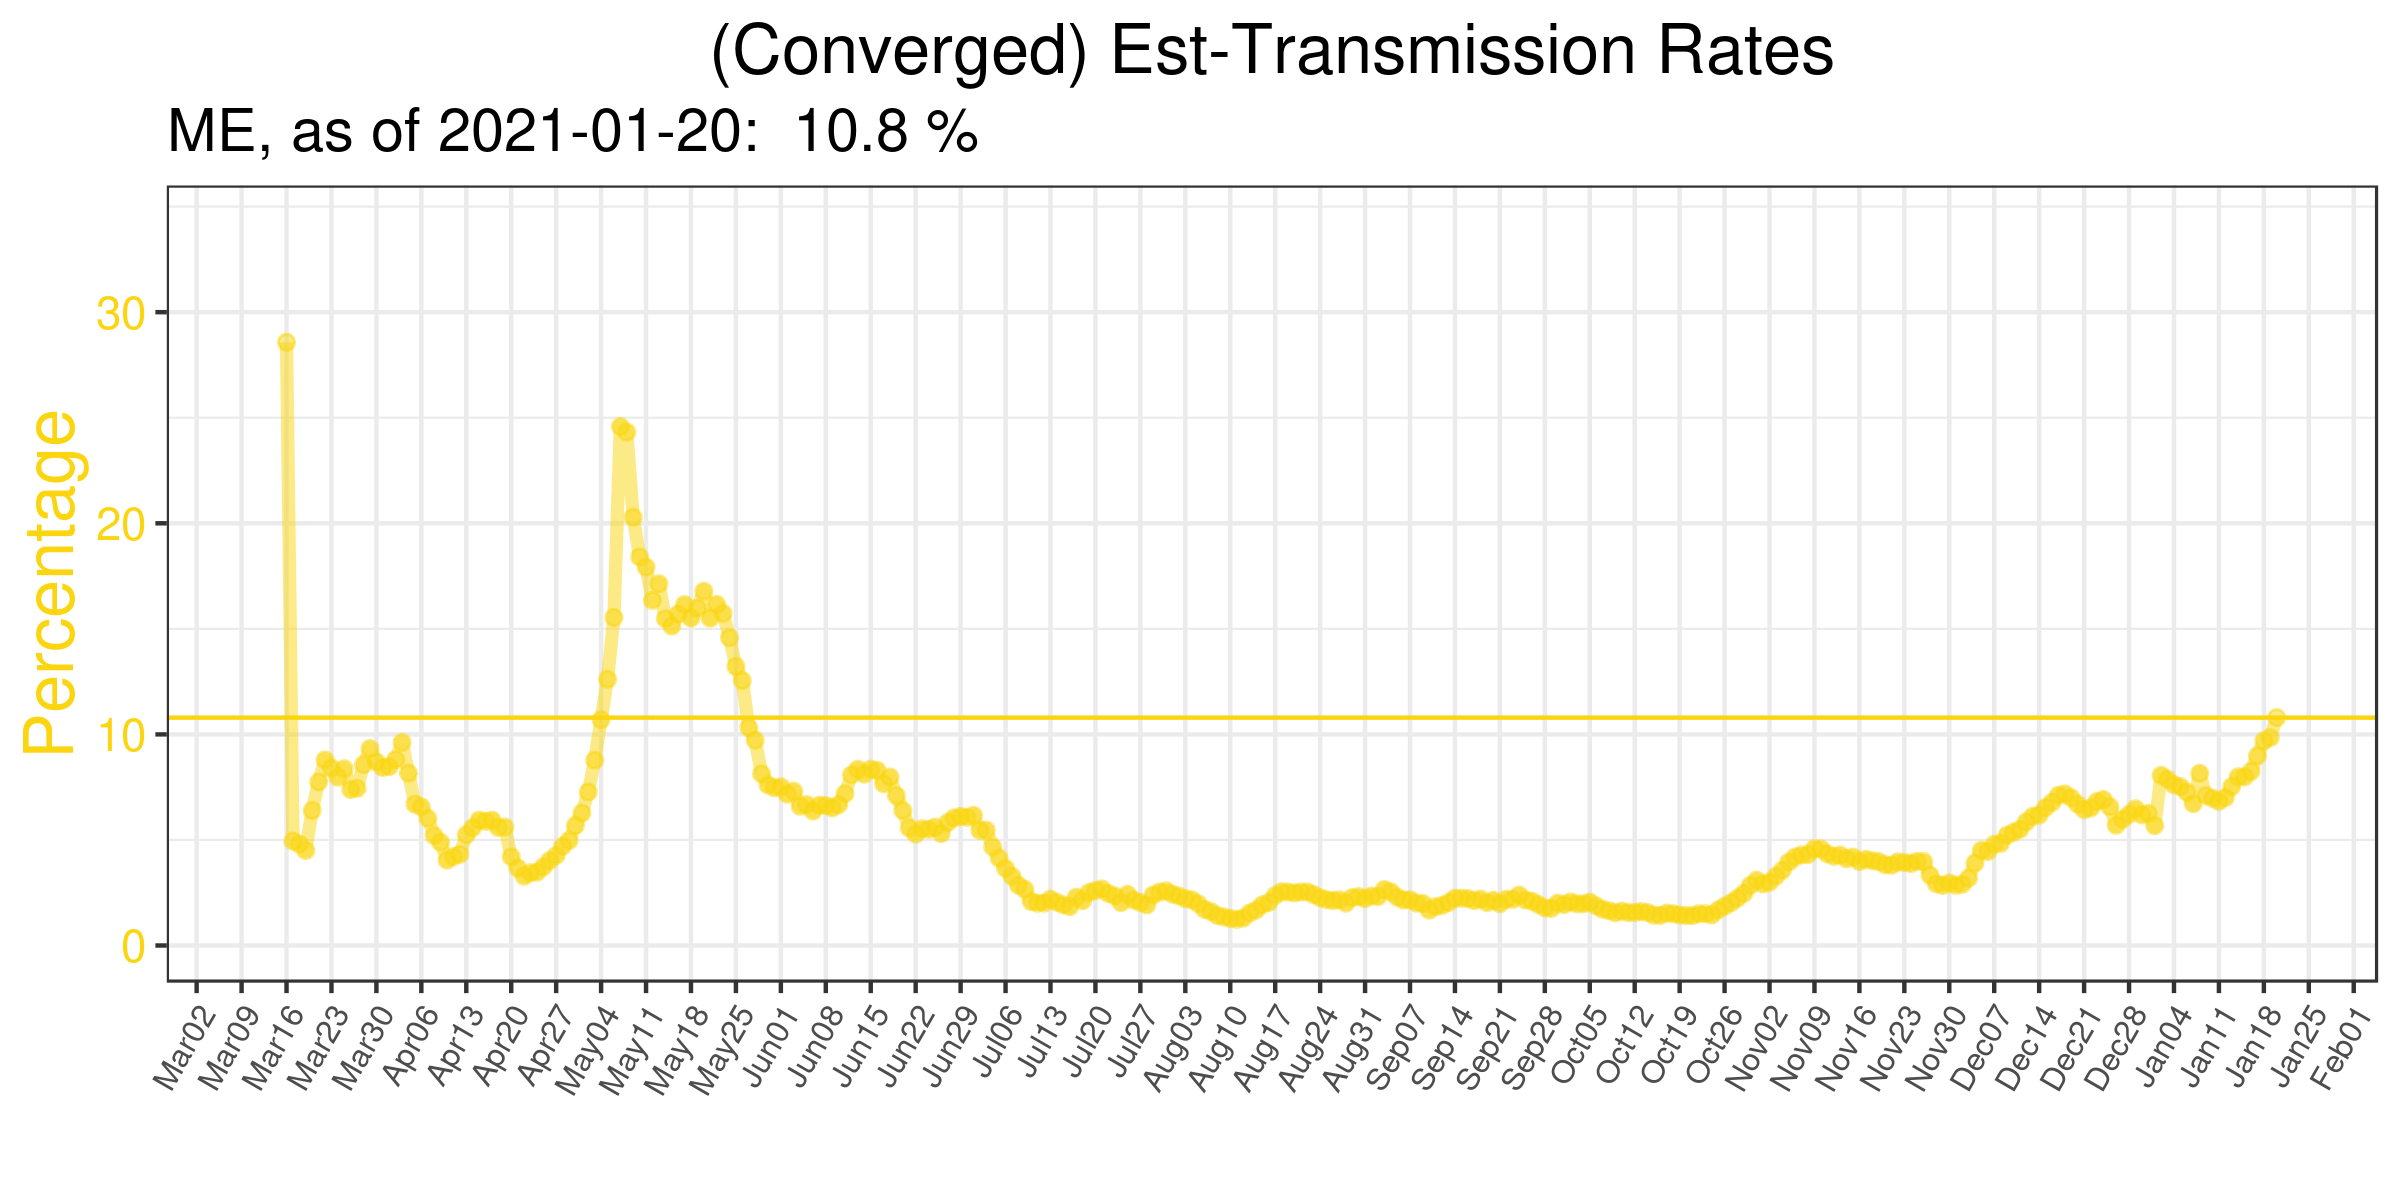 (Converged) Est-Transmission Rates
ME, as of 2021-01-20:  10.8 %
Percentage
30
20
10
0
Mar02
Mar09
Mar16
Mar23
Mar30
Apr06
Apr13
Apr20
Apr27
May04
May11
May18
May25
Jun01
Jun08
Jun15
Jun22
Jun29
Jul06
Jul13
Jul20
Jul27
Aug03
Aug10
Aug17
Aug24
Aug31
Sep07
Sep14
Sep21
Sep28
Oct05
Oct12
Oct19
Oct26
Nov02
Nov09
Nov16
Nov23
Nov30
Dec07
Dec14
Dec21
Dec28
Jan04
Jan11
Jan18
Jan25
Feb01